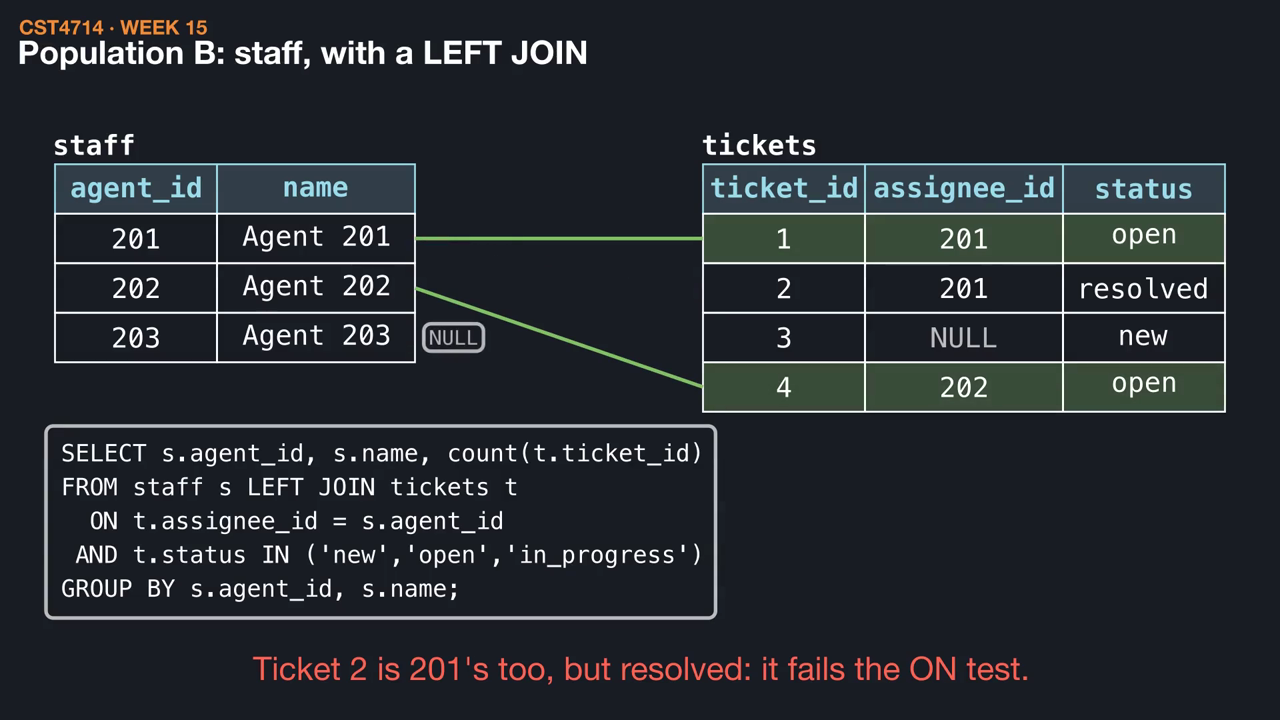 CST4714 · WEEK 15
Population B: staff, with a LEFT JOIN
staff
agent_id name
201 Agent 201
202 Agent 202
203 Agent 203 NULL
tickets
ticket_id assignee_id status
1 201 open
2 201 resolved
3 NULL new
4 202 open
SELECT s.agent_id, s.name, count(t.ticket_id)
FROM staff s LEFT JOIN tickets t
ON t.assignee_id = s.agent_id
AND t.status IN ('new','open','in_progress')
GROUP BY s.agent_id, s.name;
Ticket 2 is 201's too, but resolved: it fails the ON test.